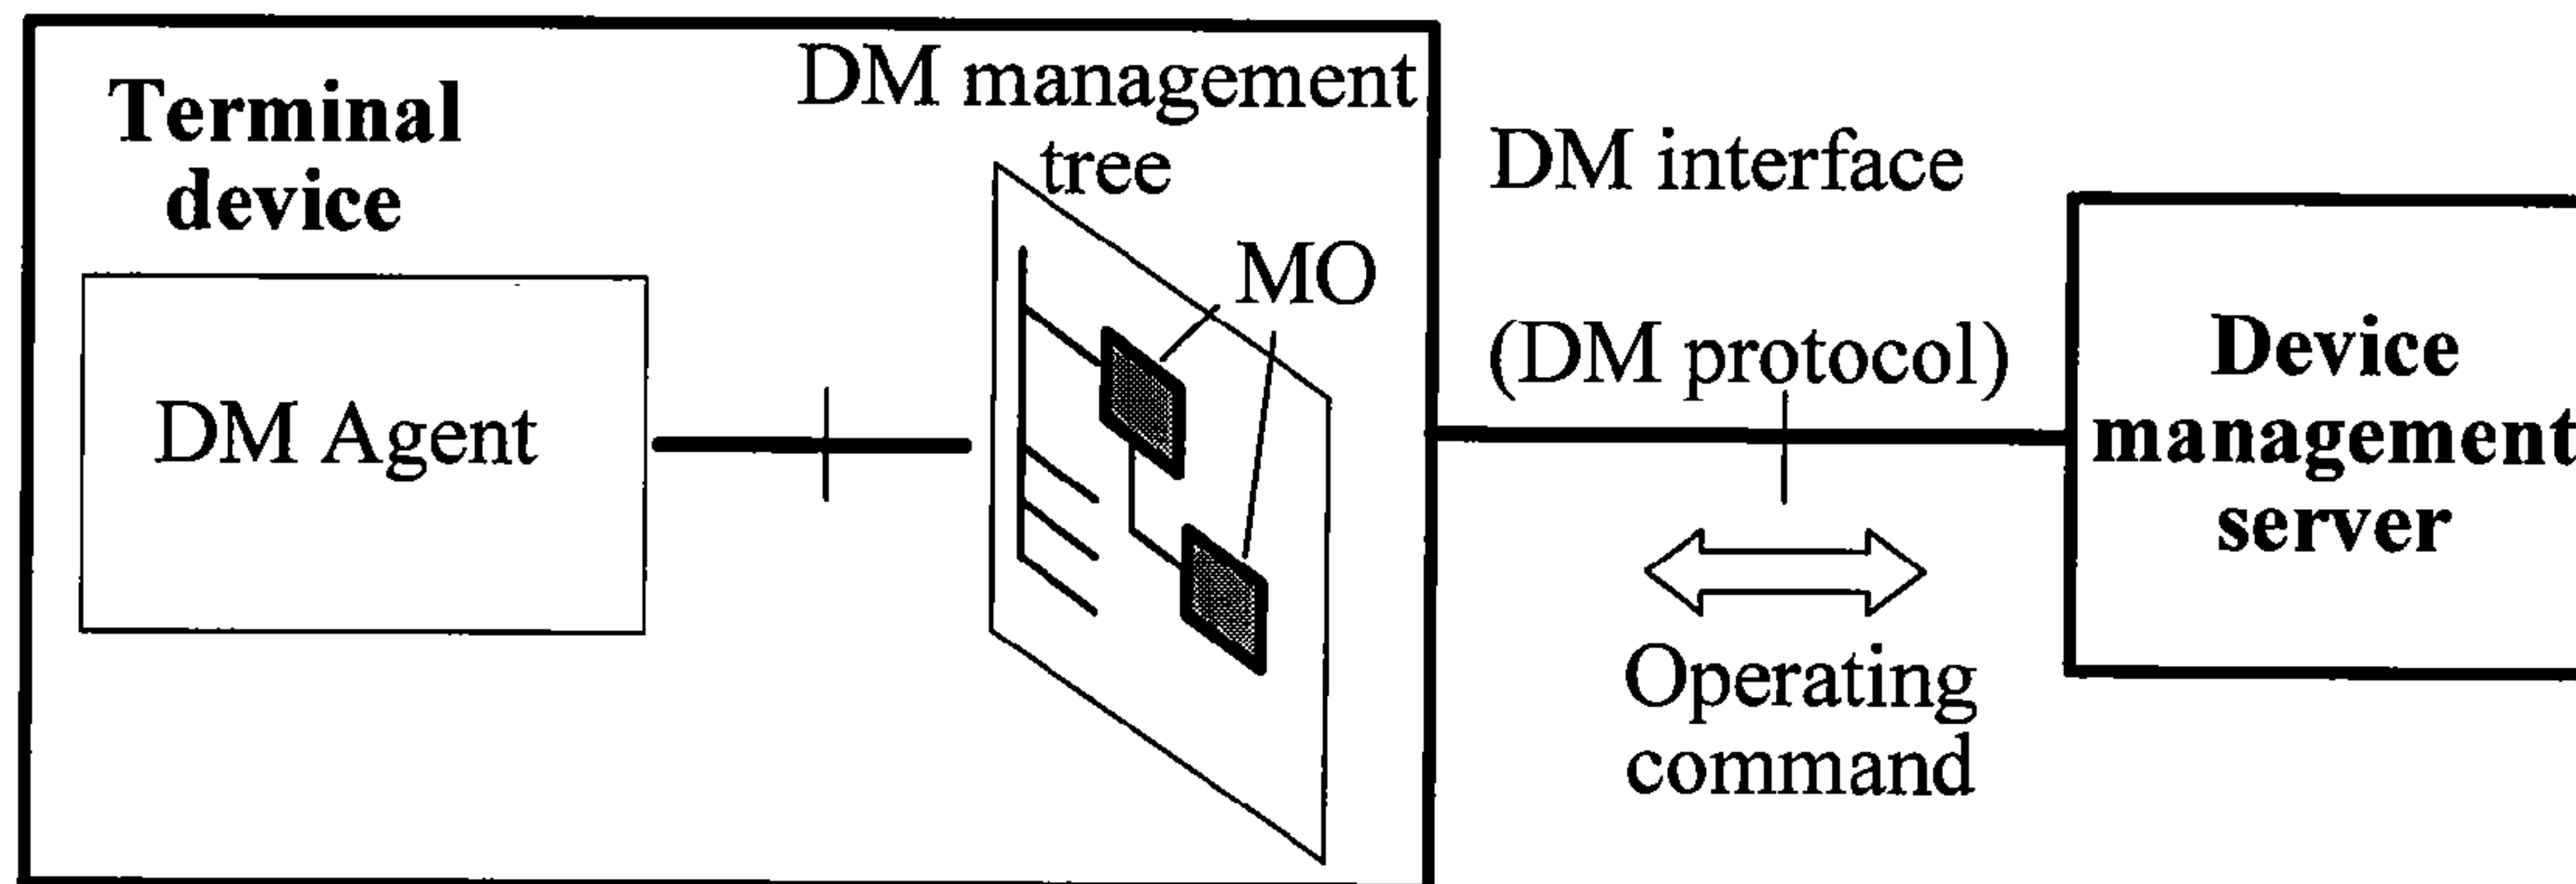 Terminal
device
DM management
tree
MO
DM Agent
DM interface
(DM protocol)
Operating
command
Device
management
server